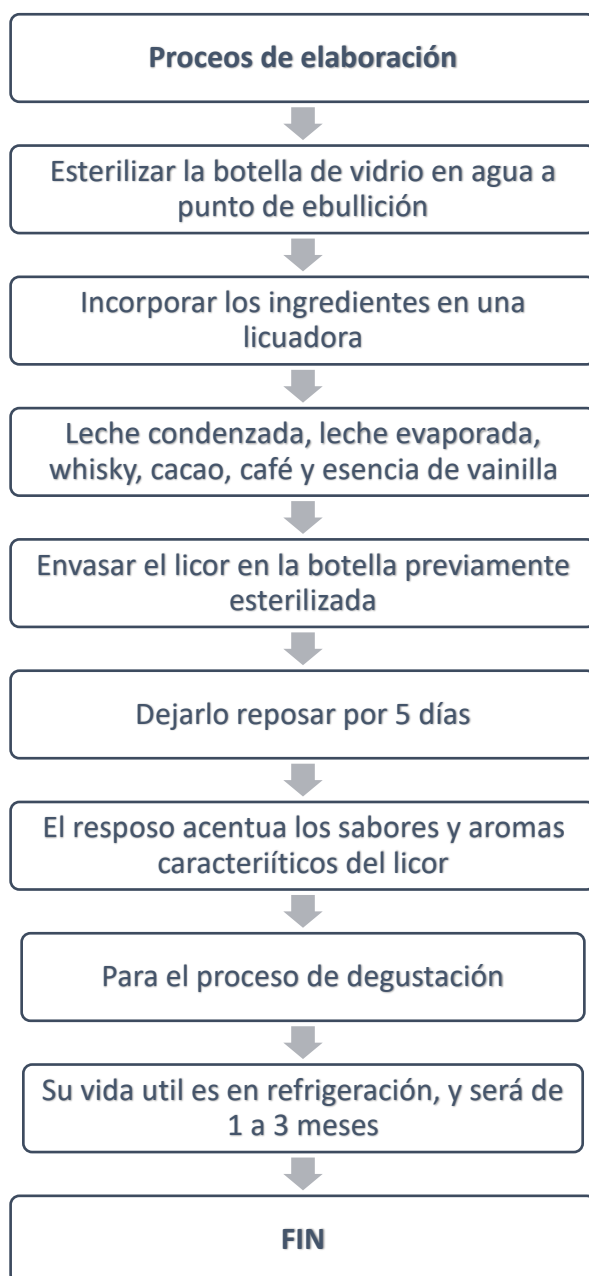 Proceos de elaboración
Esterilizar la botella de vidrio en agua a
punto de ebullición
Incorporar los ingredientes en una
licuadora
Leche condenzada, leche evaporada,
whisky, cacao, café y esencia de vainilla
Envasar el licor en la botella previamente
esterilizada
Dejarlo reposar por 5 días
El resposo acentua los sabores y aromas
caracteriíticos del licor
Para el proceso de degustación
Su vida util es en refrigeración, y será de
1 a 3 meses
FIN